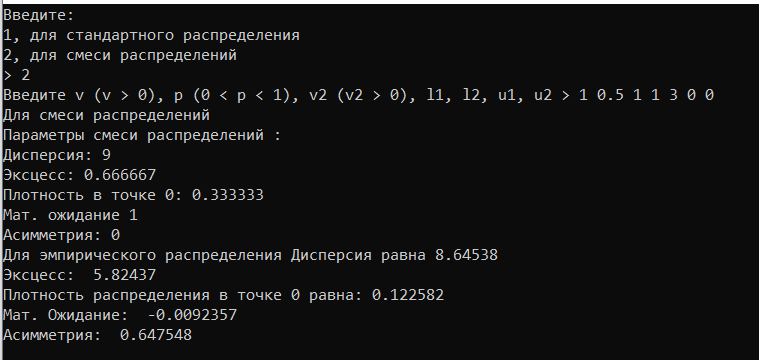 Введите:
1, для стандартного распределения
2, для смеси распределений
> 2
Введите v (v > 0), p (0 < p < 1), v2 (v2 > 0), l1, l2, u1, u2 > 1 0.5 1 1 3 0 0
Для смеси распределений
Параметры смеси распределений :
Дисперсия: 9
Эксцесс: 0.666667
Плотность в точке 0: 0.333333
Мат. ожидание 1
Асимметрия: 0
Для эмпирического распределения Дисперсия равна 8.64538
Эксцесс:  5.82437
Плотность распределения в точке 0 равна: 0.122582
Мат. Ожидание:  -0.0092357
Асимметрия:  0.647548